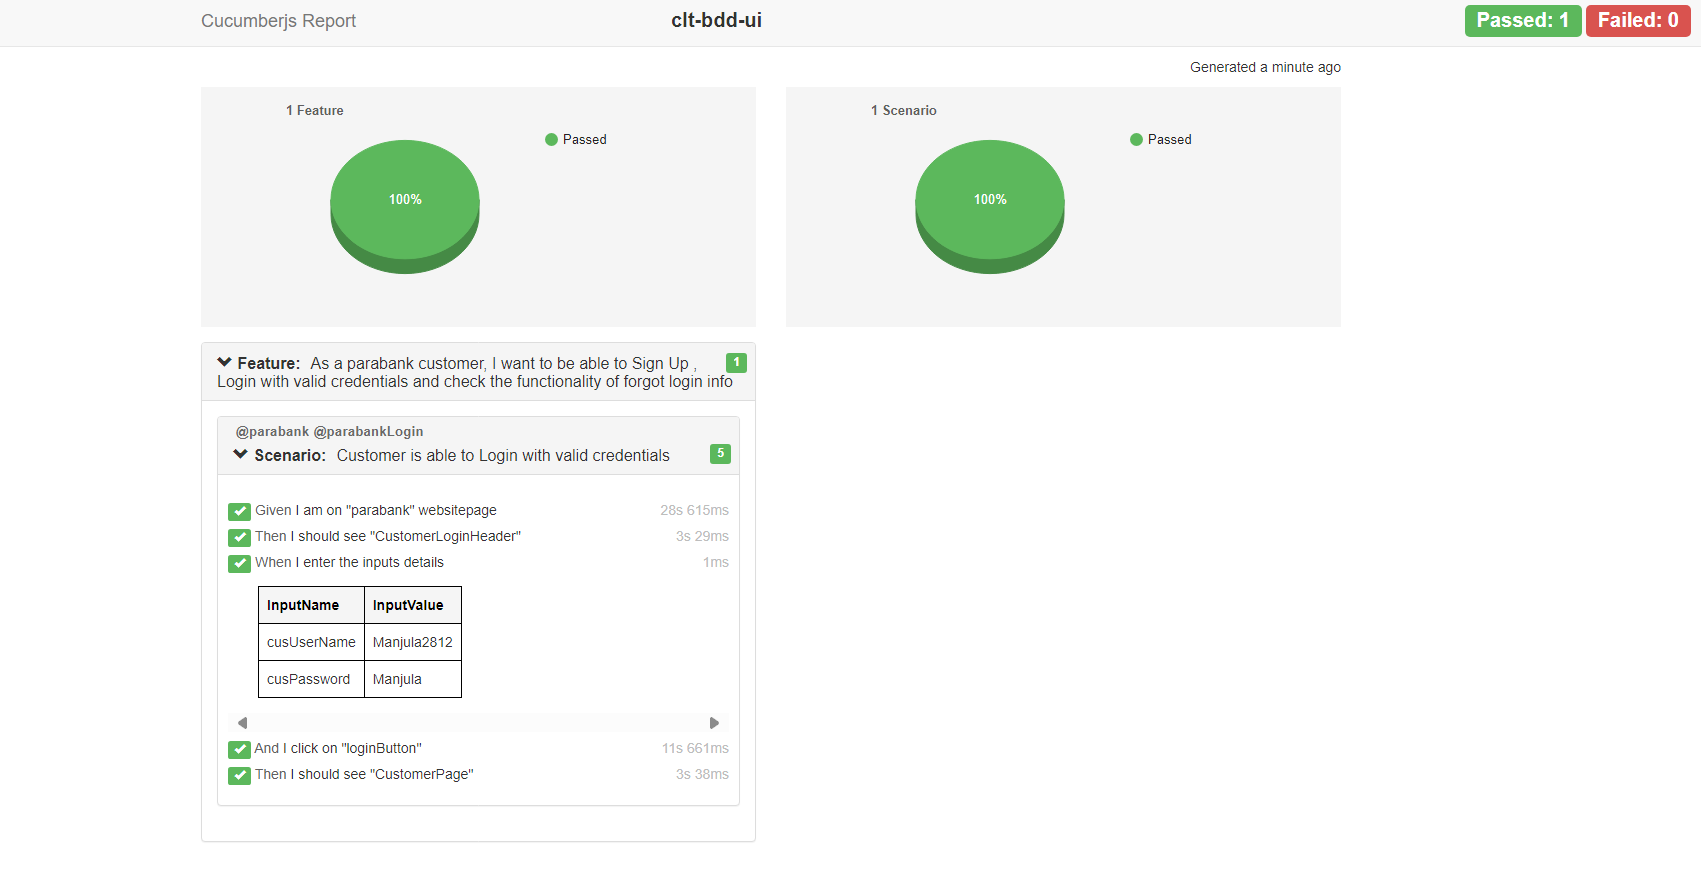 Cucumberjs Report
clt-bdd-ui
Passed: 1
Failed: 0
Generated a minute ago
1 Feature
Passed
100%
1 Scenario
Passed
100%
Feature: As a parabank customer, I want to be able to Sign Up , 1
Login with valid credentials and check the functionality of forgot login info
@parabank @parabankLogin
Scenario: Customer is able to Login with valid credentials 5
Given I am on "parabank" websitepage 28s 615ms
Then I should see "CustomerLoginHeader" 3s 29ms
When I enter the inputs details 1ms
InputName InputValue
cusUserName Manjula2812
cusPassword Manjula
And I click on "loginButton" 11s 661ms
Then I should see "CustomerPage" 3s 38ms